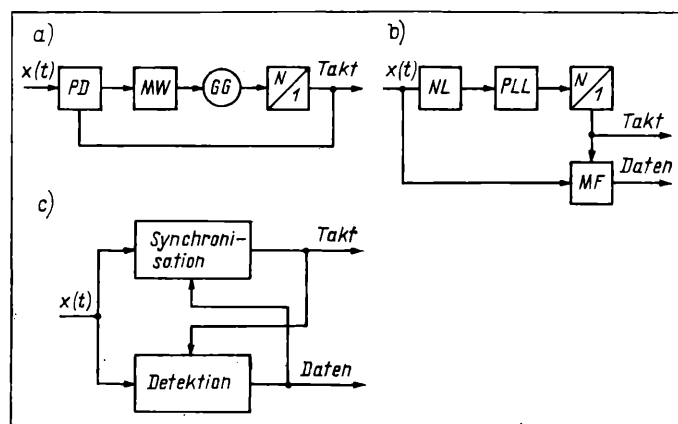 a)
x(t) PD MW GG N/1 Takt
b)
x(t) NL PLL N/1
Takt
Daten
MF
c)
Synchroni-
sation
Takt
x(t)
Detektion
Daten